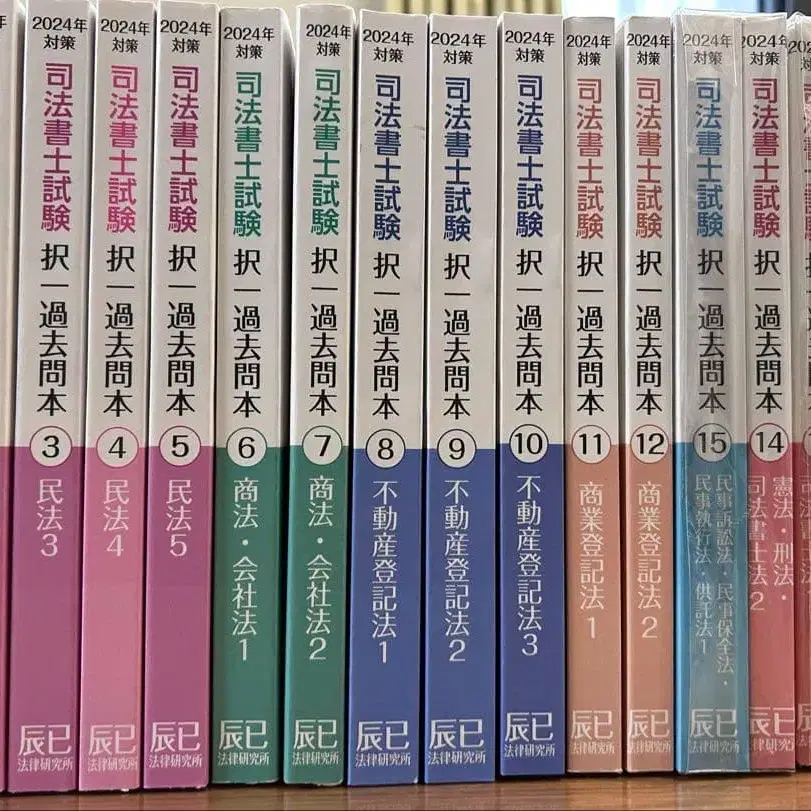 年
2024年
対策
司法書士試験
択一過去問本
3
民法3
辰已
法律研究所
2024年
対策
司法書士試験
択一過去問本
4
民法4
辰已
法律研究所
2024年
対策
司法書士試験
択一過去問本
5
民法5
辰已
法律研究所
2024年
対策
司法書士試験
択一過去問本
6
商法・会社法1
辰已
法律研究所
2024年
対策
司法書士試験
択一過去問本
7
商法・会社法2
辰已
法律研究所
2024年
対策
司法書士試験
択一過去問本
8
不動産登記法1
辰已
法律研究所
2024年
対策
司法書士試験
択一過去問本
9
不動産登記法2
辰已
法律研究所
2024年
対策
司法書士試験
択一過去問本
10
不動産登記法3
辰已
法律研究所
2024年
対策
司法書士試験
択一過去問本
11
商業登記法1
辰已
法律研究所
2024年
対策
司法書士試験
択一過去問本
12
商業登記法2
辰已
法律研究所
2024年
対策
司法書士試験
択一過去問本
15
民事訴訟法・民事保全法・
民事執行法・供託法1
辰已
法律研究所
2024年
対策
司法書士試験
択一過去問本
14
憲法・刑法・
司法書士法2
辰已
法律研究所